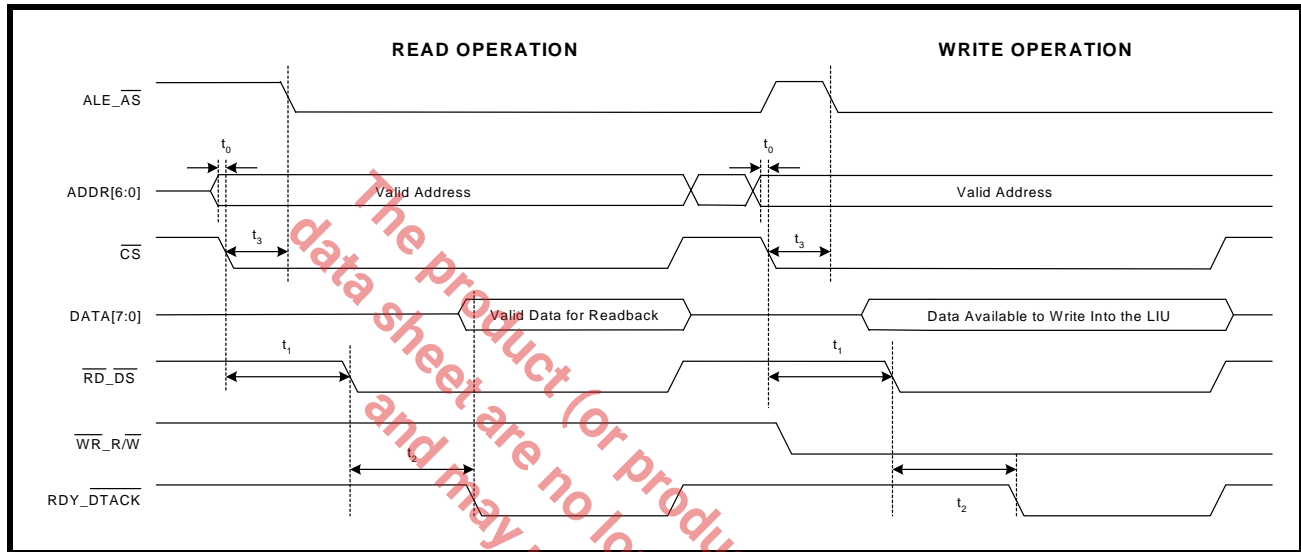 READ OPERATION WRITE OPERATION
ALE_AS
t0 t0
ADDR[6:0] Valid Address Valid Address
CS t3 t3
DATA[7:0] Valid Data for Readback Data Available to Write Into the LIU
t1 t1
RD_DS
WR_R/W
t2
RDY_DTACK
t2
The product (or produ
data sheet are no lo
and may